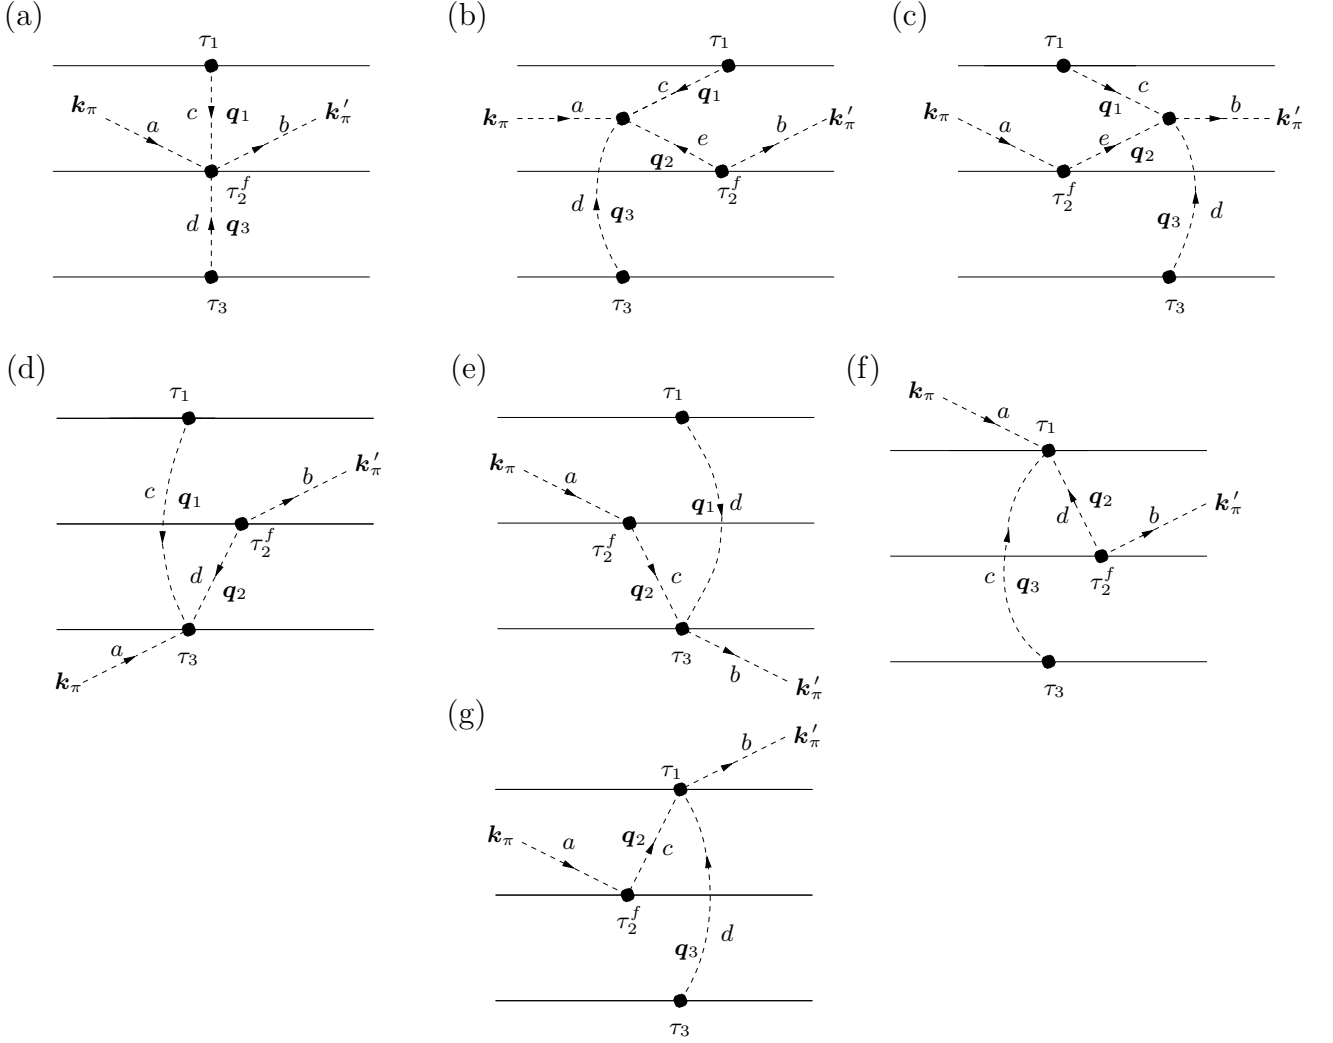 (a)
τ₁
k_π a c q₁ b k′_π
τ₂^f
d q₃
τ₃
(b)
τ₁
c q₁
k_π a e b k′_π
q₂ τ₂^f
d q₃
τ₃
(c)
τ₁
c
k_π a q₁ e b k′_π
q₂
τ₂^f
q₃ d
τ₃
(d)
τ₁
c q₁ b k′_π
τ₂^f
d q₂
a τ₃
k_π
(e)
τ₁
k_π a q₁ d
τ₂^f
q₂ c
τ₃
b k′_π
(f)
k_π a
τ₁
q₂
d b k′_π
c q₃ τ₂^f
τ₃
(g)
b k′_π
τ₁
k_π a q₂ c
τ₂^f
q₃ d
τ₃